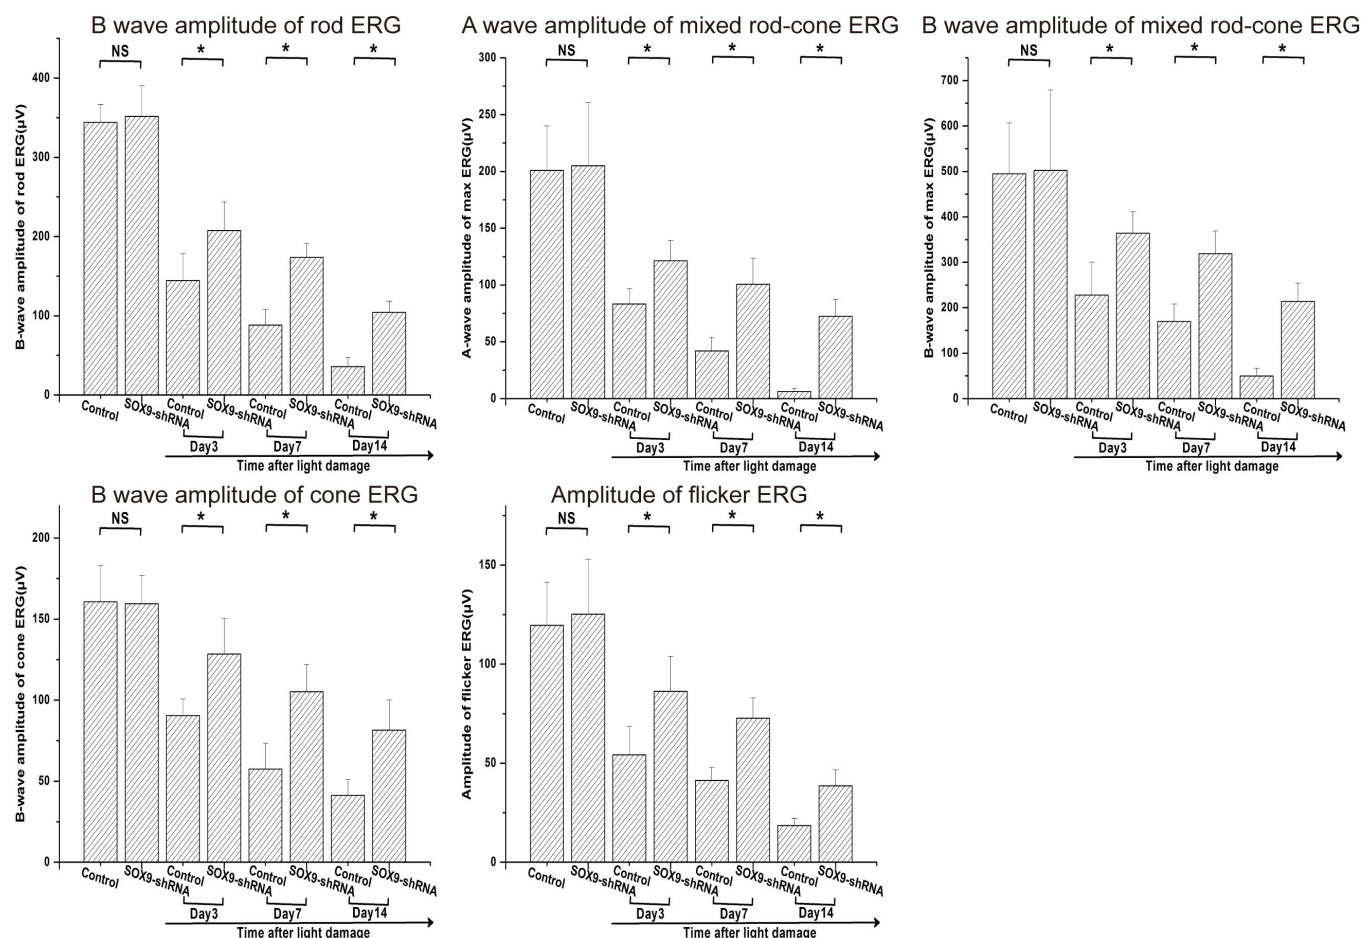 B wave amplitude of rod ERG
NS * * *
B-wave amplitude of rod ERG(μV)
400
300
200
100
0
Control SOX9-shRNA Control SOX9-shRNA Control SOX9-shRNA Control SOX9-shRNA
Day3 Day7 Day14
Time after light damage
A wave amplitude of mixed rod-cone ERG
NS * * *
A-wave amplitude of max ERG(μV)
300
250
200
150
100
50
0
Control SOX9-shRNA Control SOX9-shRNA Control SOX9-shRNA Control SOX9-shRNA
Day3 Day7 Day14
Time after light damage
B wave amplitude of mixed rod-cone ERG
NS * * *
B-wave amplitude of max ERG(μV)
700
600
500
400
300
200
100
0
Control SOX9-shRNA Control SOX9-shRNA Control SOX9-shRNA Control SOX9-shRNA
Day3 Day7 Day14
Time after light damage
B wave amplitude of cone ERG
NS * * *
B-wave amplitude of cone ERG(μV)
200
150
100
50
0
Control SOX9-shRNA Control SOX9-shRNA Control SOX9-shRNA Control SOX9-shRNA
Day3 Day7 Day14
Time after light damage
Amplitude of flicker ERG
NS * * *
Amplitude of flicker ERG(μV)
150
100
50
0
Control SOX9-shRNA Control SOX9-shRNA Control SOX9-shRNA Control SOX9-shRNA
Day3 Day7 Day14
Time after light damage